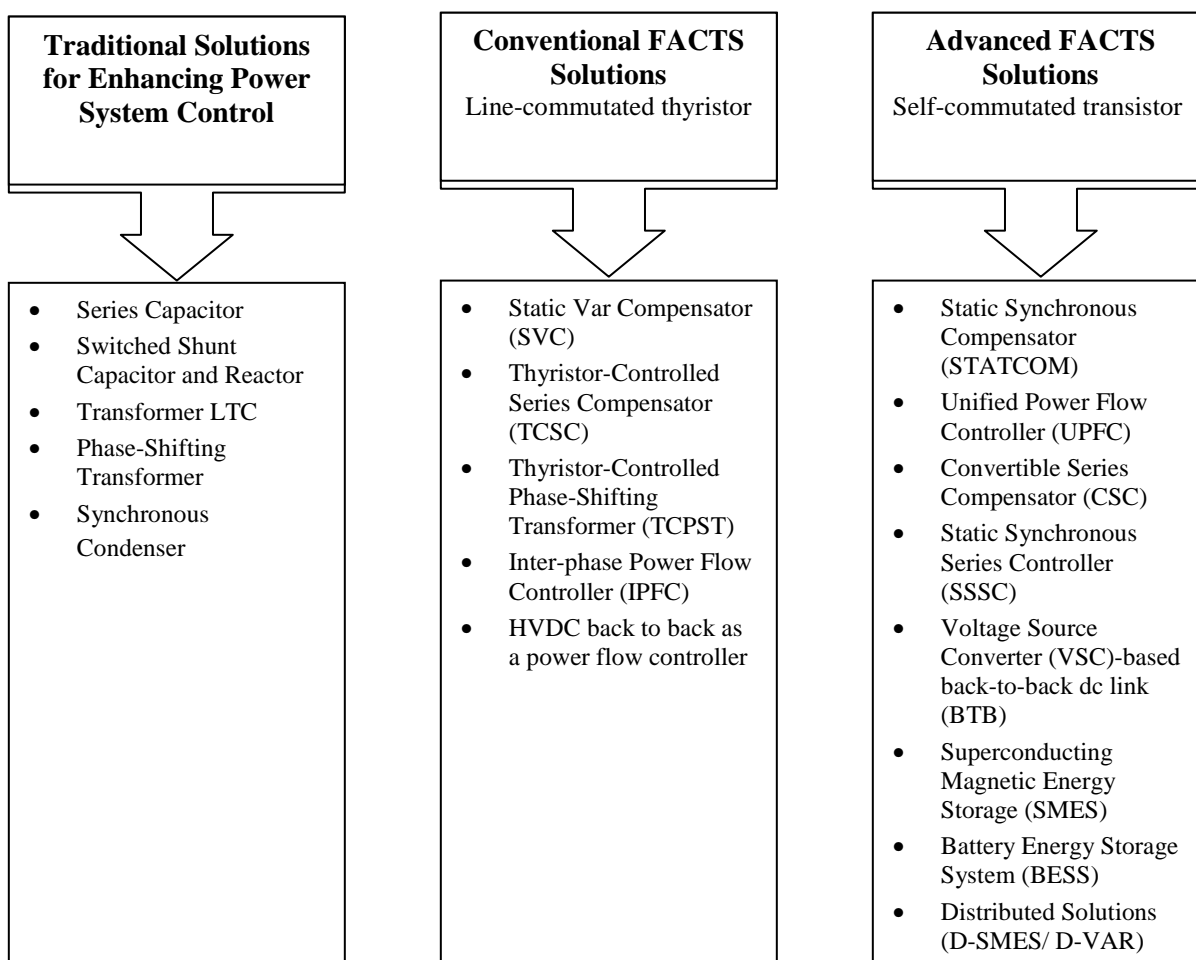 Traditional Solutions
for Enhancing Power
System Control
• Series Capacitor
• Switched Shunt
Capacitor and Reactor
• Transformer LTC
• Phase-Shifting
Transformer
• Synchronous
Condenser
Conventional FACTS
Solutions
Line-commutated thyristor
• Static Var Compensator
(SVC)
• Thyristor-Controlled
Series Compensator
(TCSC)
• Thyristor-Controlled
Phase-Shifting
Transformer (TCPST)
• Inter-phase Power Flow
Controller (IPFC)
• HVDC back to back as
a power flow controller
Advanced FACTS
Solutions
Self-commutated transistor
• Static Synchronous
Compensator
(STATCOM)
• Unified Power Flow
Controller (UPFC)
• Convertible Series
Compensator (CSC)
• Static Synchronous
Series Controller
(SSSC)
• Voltage Source
Converter (VSC)-based
back-to-back dc link
(BTB)
• Superconducting
Magnetic Energy
Storage (SMES)
• Battery Energy Storage
System (BESS)
• Distributed Solutions
(D-SMES/ D-VAR)